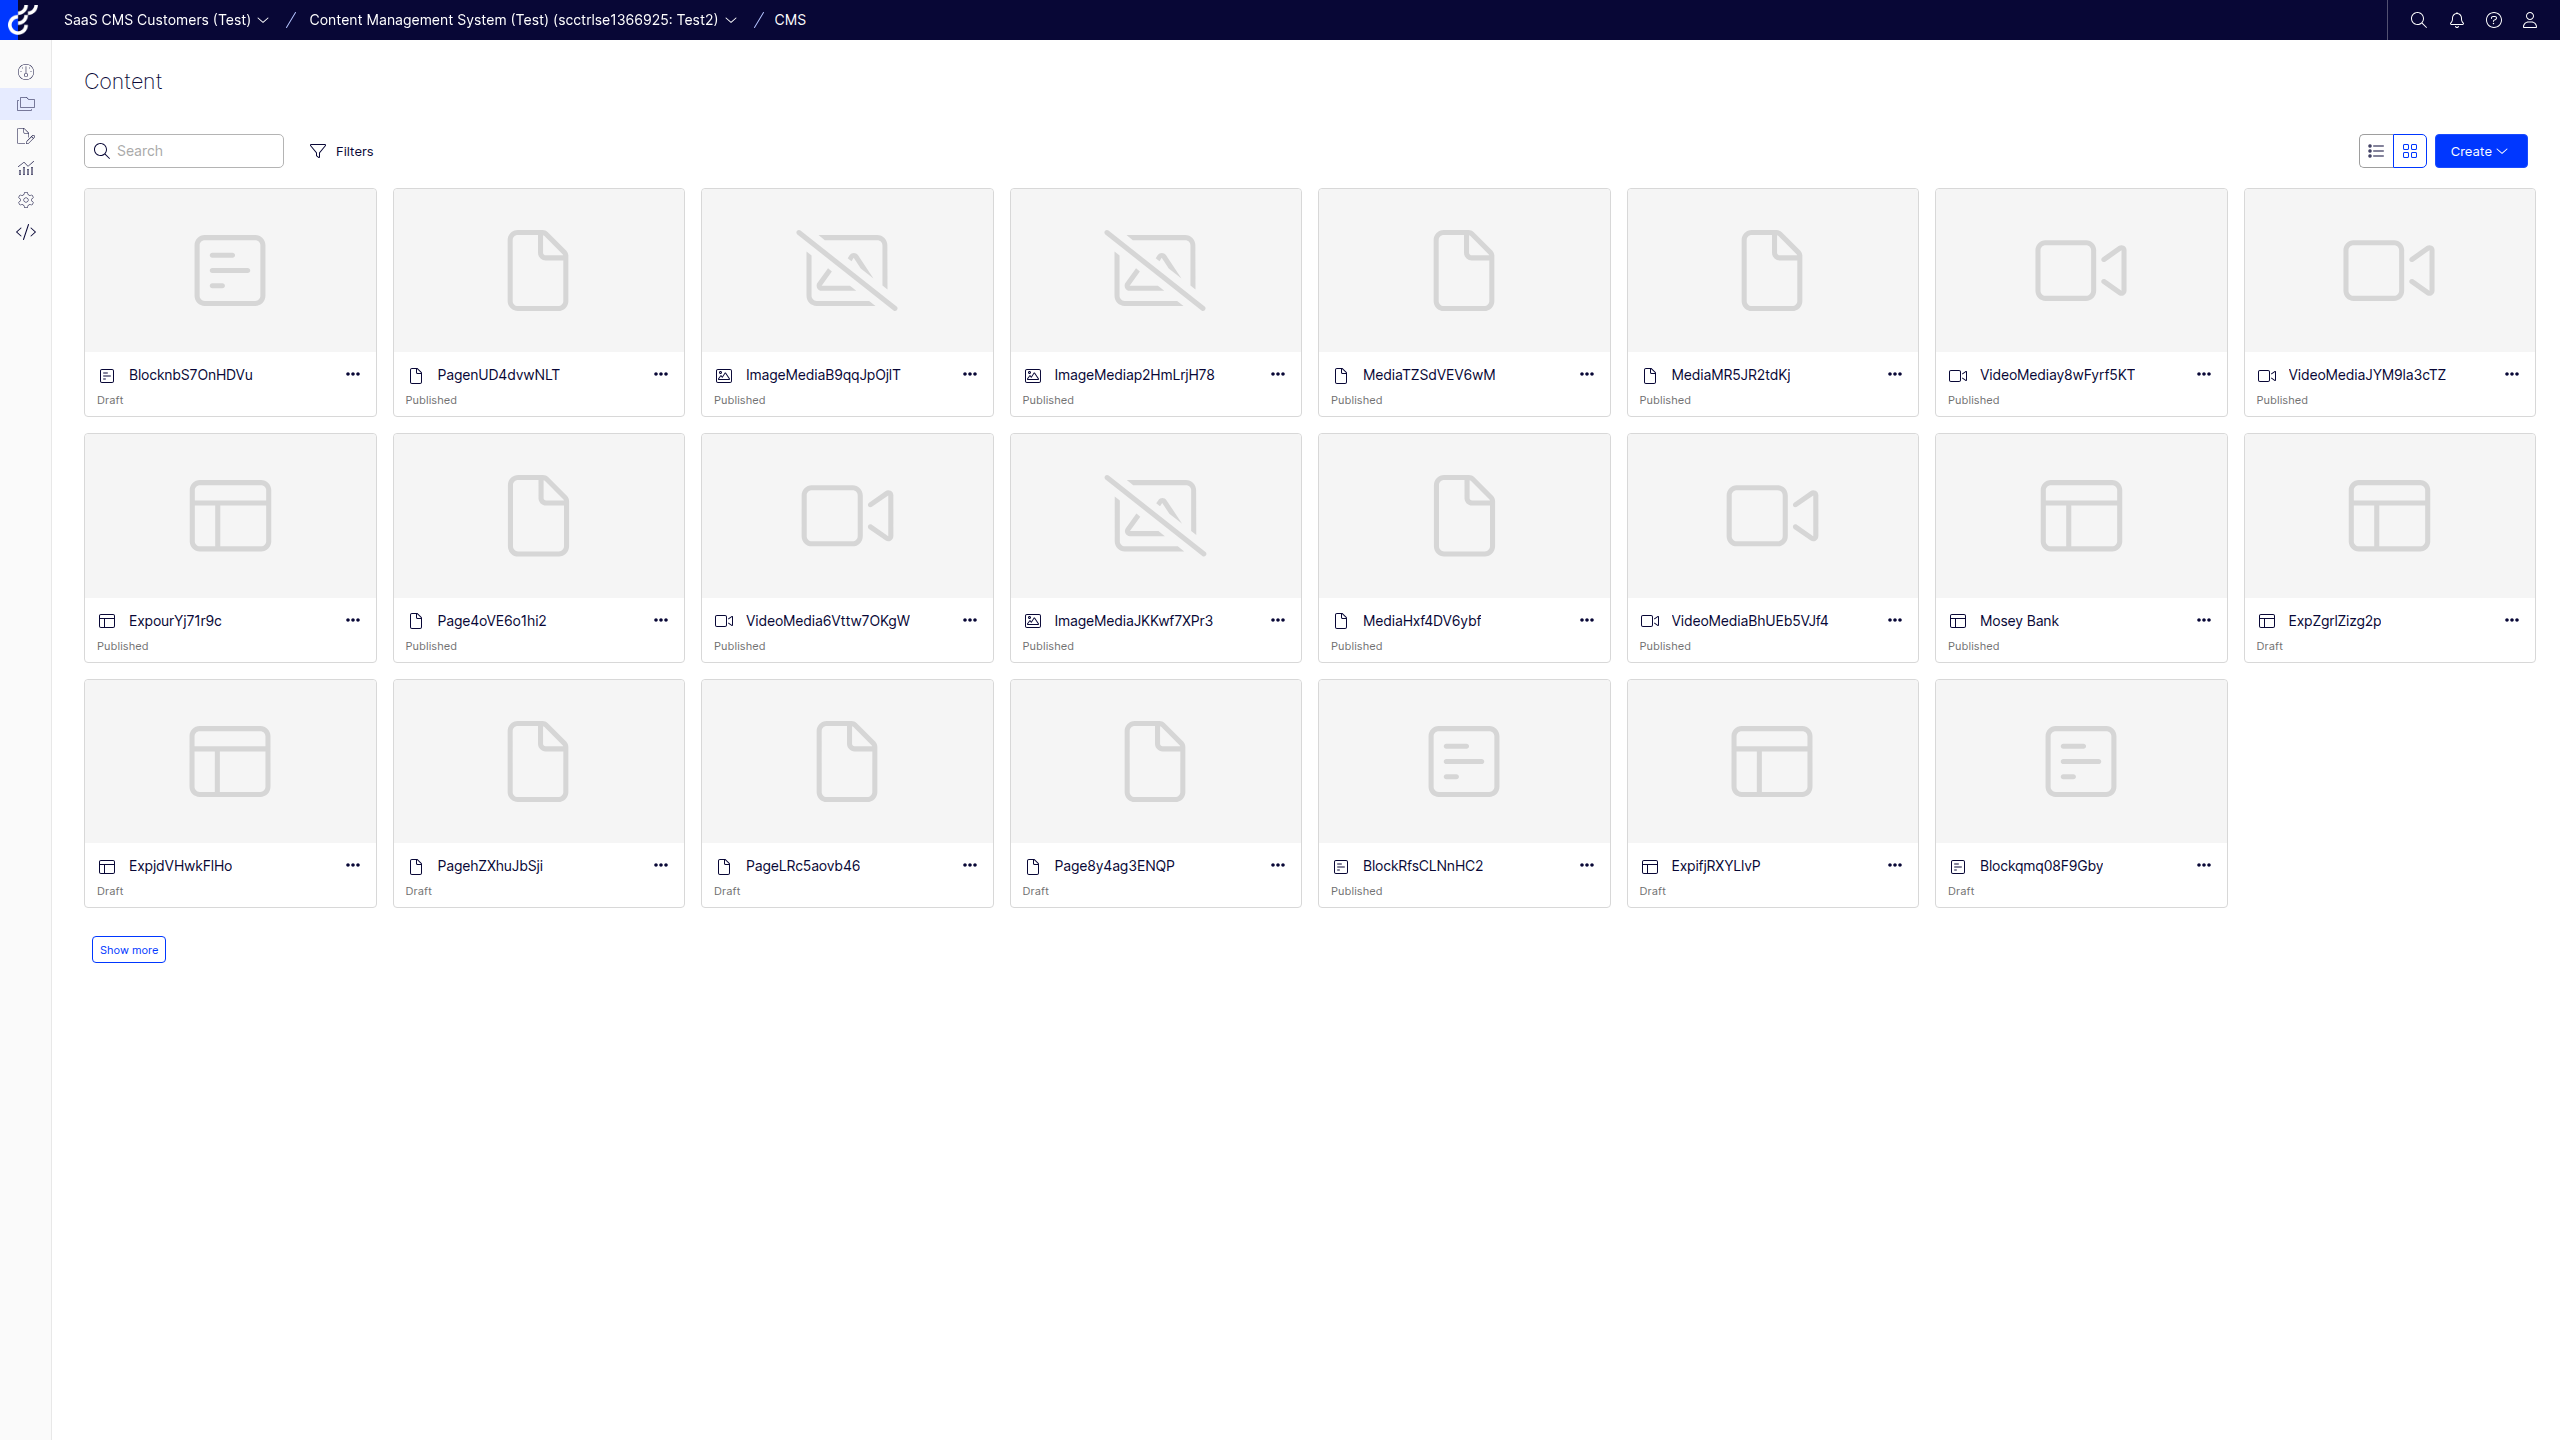 SaaS CMS Customers (Test) / Content Management System (Test) (scctrlse1366925: Test2) / CMS
Content
Search Filters Create
BlocknbS7OnHDVu PagenUD4dvwNLT ImageMediaB9qqJpOjlT ImageMediap2HmLrjH78 MediaTZSdVEV6wM MediaMR5JR2tdKj VideoMediay8wFyrf5KT VideoMediaJYM9la3cTZ
Draft Published Published Published Published Published Published Published
ExpourYj71r9c Page4oVE6o1hi2 VideoMedia6Vttw7OKgW ImageMediaJKKwf7XPr3 MediaHxf4DV6ybf VideoMediaBhUEb5VJf4 Mosey Bank ExpZgrlZizg2p
Published Published Published Published Published Published Published Draft
ExpjdVHwkFlHo PagehZXhuJbSji PageLRc5aovb46 Page8y4ag3ENQP BlockRfsCLNnHC2 ExpifjRXYLlvP Blockqmq08F9Gby
Draft Draft Draft Draft Published Draft Draft
Show more